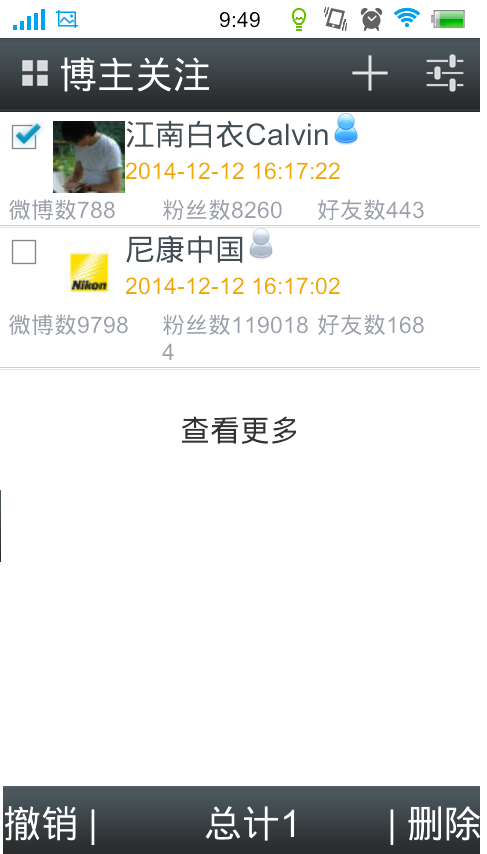 9:49
博主关注
江南白衣Calvin
2014-12-12 16:17:22
微博数788 粉丝数8260 好友数443
尼康中国
Nikon
2014-12-12 16:17:02
微博数9798 粉丝数119018 好友数168
4
查看更多
撤销 | 总计1 | 删除